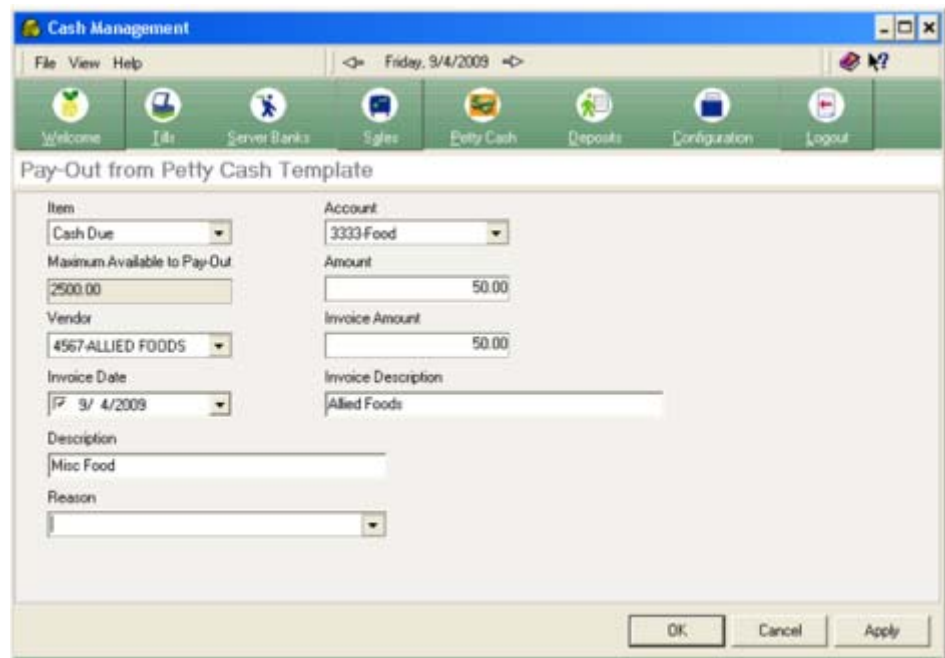 Cash Management
File View Help
Friday, 9/4/2009
Welcome Tills Server Banks Sales Petty Cash Deposits Configuration Logout
Pay-Out from Petty Cash Template
Item Account
Cash Due 3333-Food
Maximum Available to Pay-Out Amount
2500.00 50.00
Vendor Invoice Amount
4567-ALLIED FOODS 50.00
Invoice Date Invoice Description
9/ 4/2009 Allied Foods
Description
Misc Food
Reason
OK Cancel Apply